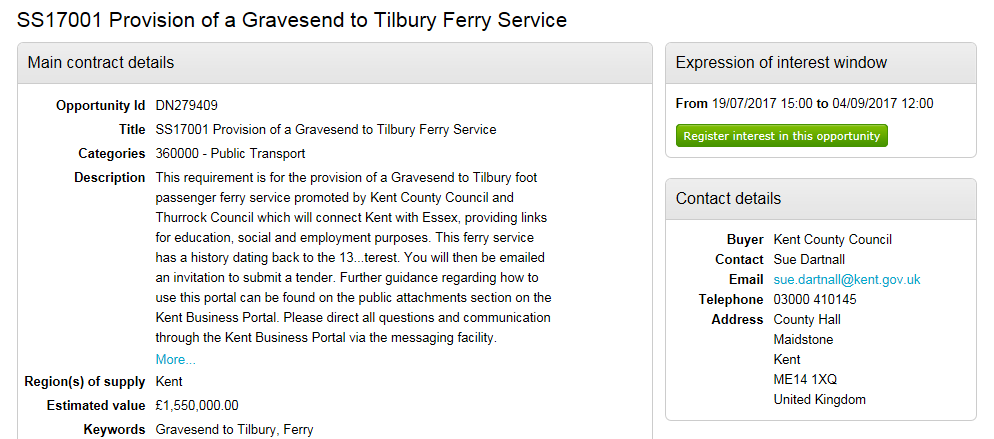 SS17001 Provision of a Gravesend to Tilbury Ferry Service
Main contract details
Opportunity Id DN279409
Title SS17001 Provision of a Gravesend to Tilbury Ferry Service
Categories 360000 - Public Transport
Description This requirement is for the provision of a Gravesend to Tilbury foot
passenger ferry service promoted by Kent County Council and
Thurrock Council which will connect Kent with Essex, providing links
for education, social and employment purposes. This ferry service
has a history dating back to the 13...terest. You will then be emailed
an invitation to submit a tender. Further guidance regarding how to
use this portal can be found on the public attachments section on the
Kent Business Portal. Please direct all questions and communication
through the Kent Business Portal via the messaging facility.
More...
Region(s) of supply Kent
Estimated value £1,550,000.00
Keywords Gravesend to Tilbury, Ferry
Expression of interest window
From 19/07/2017 15:00 to 04/09/2017 12:00
Register interest in this opportunity
Contact details
Buyer Kent County Council
Contact Sue Dartnall
Email sue.dartnall@kent.gov.uk
Telephone 03000 410145
Address County Hall
Maidstone
Kent
ME14 1XQ
United Kingdom